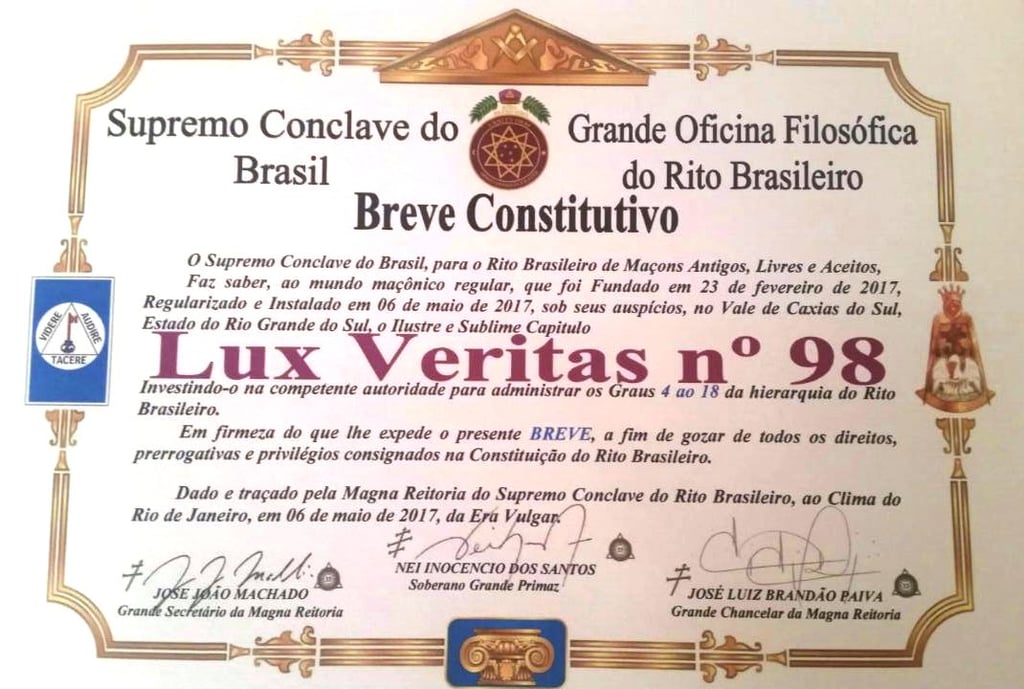 Supremo Conclave do
Brasil
Grande Oficina Filosófica
do Rito Brasileiro
Breve Constitutivo
O Supremo Conclave do Brasil, para o Rito Brasileiro de Maçons Antigos, Livres e Aceitos,
Faz saber, ao mundo maçônico regular, que foi Fundado em 23 de fevereiro de 2017,
Regularizado e Instalado em 06 de maio de 2017, sob seus auspícios, no Vale de Caxias do Sul,
Estado do Rio Grande do Sul, o Ilustre e Sublime Capitulo
VIDERE
AUDIRE
TACERE
Lux Veritas nº 98
Investindo-o na competente autoridade para administrar os Graus 4 ao 18 da hierarquia do Rito
Brasileiro.
Em firmeza do que lhe expede o presente BREVE, a fim de gozar de todos os direitos,
prerrogativas e privilégios consignados na Constituição do Rito Brasileiro.
Dado e traçado pela Magna Reitoria do Supremo Conclave do Rito Brasileiro, ao Clima do
Rio de Janeiro, em 06 de maio de 2017, da Era Vulgar.
JOSE JOÃO MACHADO
Grande Secretário da Magna Reitoria
NEI INOCENCIO DOS SANTOS
Soberano Grande Primaz
JOSÉ LUIZ BRANDÃO PAIVA
Grande Chancelar da Magna Reitoria